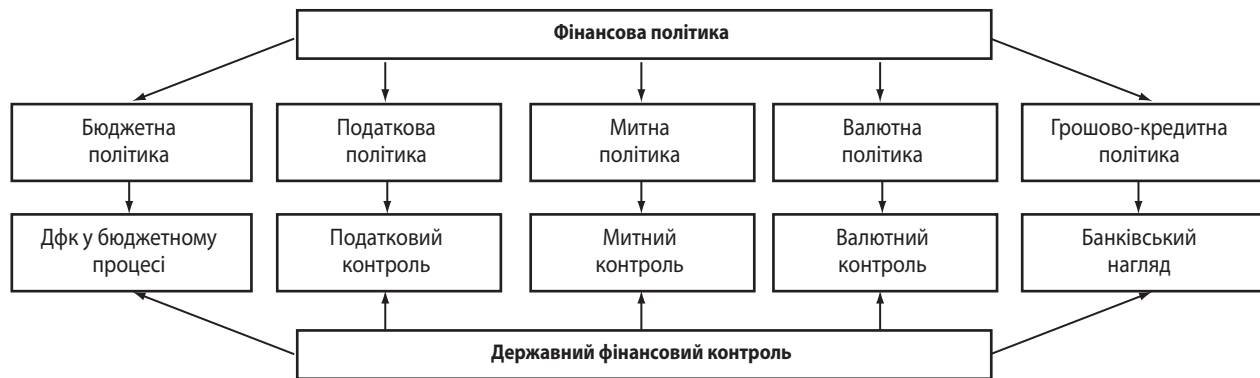 Фінансова політика
Бюджетна
політика
Податкова
політика
Митна
політика
Валютна
політика
Грошово-кредитна
політика
Дфк у бюджетному
процесі
Податковий
контроль
Митний
контроль
Валютний
контроль
Банківський
нагляд
Державний фінансовий контроль